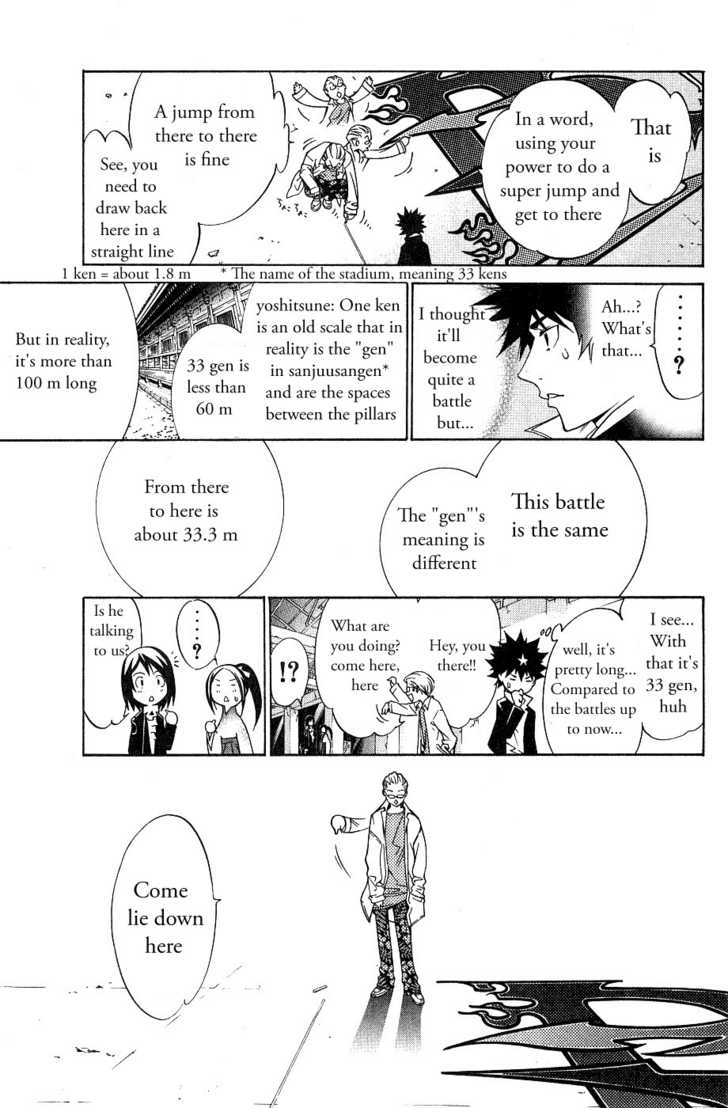 That
is
In a word,
using your
power to do a
super jump and
get to there
A jump from
there to there
is fine
See, you
need to
draw back
here in a
straight line
1 ken = about 1.8 m
* The name of the stadium, meaning 33 kens
. . . . . . ?
Ah...?
What's
that...
I thought
it'll
become
quite a
battle
but...
yoshitsune: One ken
is an old scale that in
reality is the "gen"
in sanjuusangen*
and are the spaces
between the pillars
33 gen is
less than
60 m
But in reality,
it's more than
100 m long
This battle
is the same
The "gen"'s
meaning is
different
From there
to here is
about 33.3 m
I see...
With
that it's
33 gen,
huh
well, it's
pretty long...
Compared to
the battles up
to now...
Hey, you
there!!
What are
you doing?
come here,
here
!?
. . . . ?
Is he
talking
to us?
Come
lie down
here